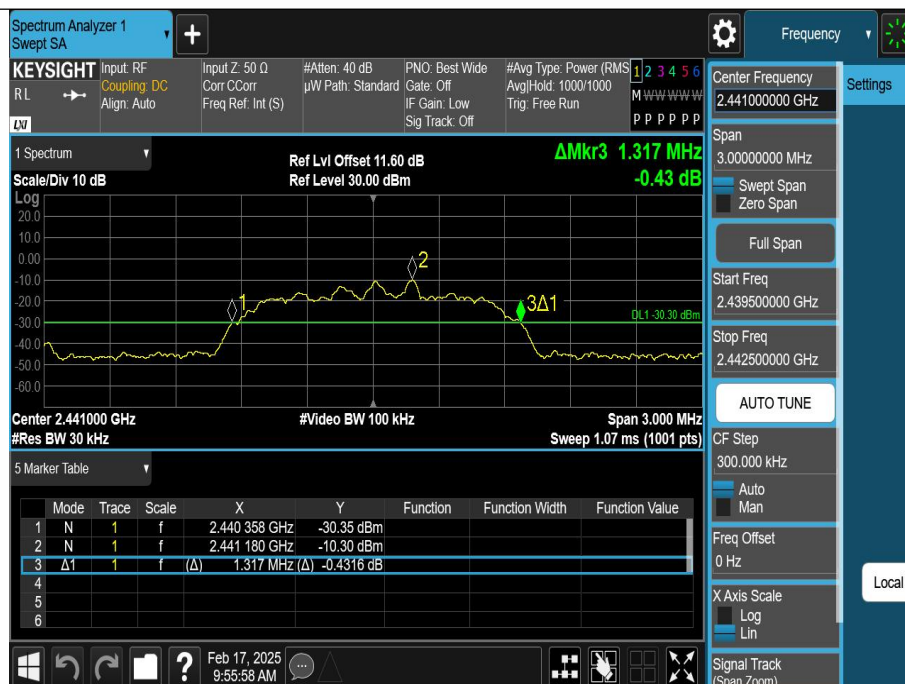 Spectrum Analyzer 1
Swept SA
Frequency
KEYSIGHT
RL
LXI
Input: RF
Coupling: DC
Align: Auto
Input Z: 50 Ω
Corr CCorr
Freq Ref: Int (S)
#Atten: 40 dB
µW Path: Standard
PNO: Best Wide
Gate: Off
IF Gain: Low
Sig Track: Off
#Avg Type: Power (RMS
Avg|Hold: 1000/1000
Trig: Free Run
1 2 3 4 5 6
M W W W W W
P P P P P P
1 Spectrum
Scale/Div 10 dB
Ref Lvl Offset 11.60 dB
Ref Level 30.00 dBm
ΔMkr3 1.317 MHz
-0.43 dB
Log
20.0
10.0
0.00
-10.0
-20.0
-30.0
-40.0
-50.0
-60.0
1
2
3Δ1
DL1 -30.30 dBm
Center 2.441000 GHz
#Video BW 100 kHz
Span 3.000 MHz
#Res BW 30 kHz
Sweep 1.07 ms (1001 pts)
5 Marker Table
Mode Trace Scale X Y Function Function Width Function Value
1 N 1 f 2.440 358 GHz -30.35 dBm
2 N 1 f 2.441 180 GHz -10.30 dBm
3 Δ1 1 f (Δ) 1.317 MHz (Δ) -0.4316 dB
4
5
6
?
Feb 17, 2025
9:55:58 AM
Center Frequency
2.441000000 GHz
Span
3.00000000 MHz
Swept Span
Zero Span
Full Span
Start Freq
2.439500000 GHz
Stop Freq
2.442500000 GHz
AUTO TUNE
CF Step
300.000 kHz
Auto
Man
Freq Offset
0 Hz
X Axis Scale
Log
Lin
Signal Track
(Span Zoom)
Settings
Local